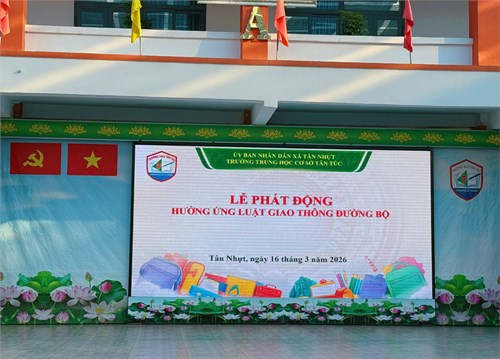 A
ỦY BAN NHÂN DÂN XÃ TÂN NHỰT
TRƯỜNG TRUNG HỌC CƠ SỞ TÂN TÚC
LỄ PHÁT ĐỘNG
HƯỞNG ỨNG LUẬT GIAO THÔNG ĐƯỜNG BỘ
Tân Nhựt, ngày 16 tháng 3 năm 2026